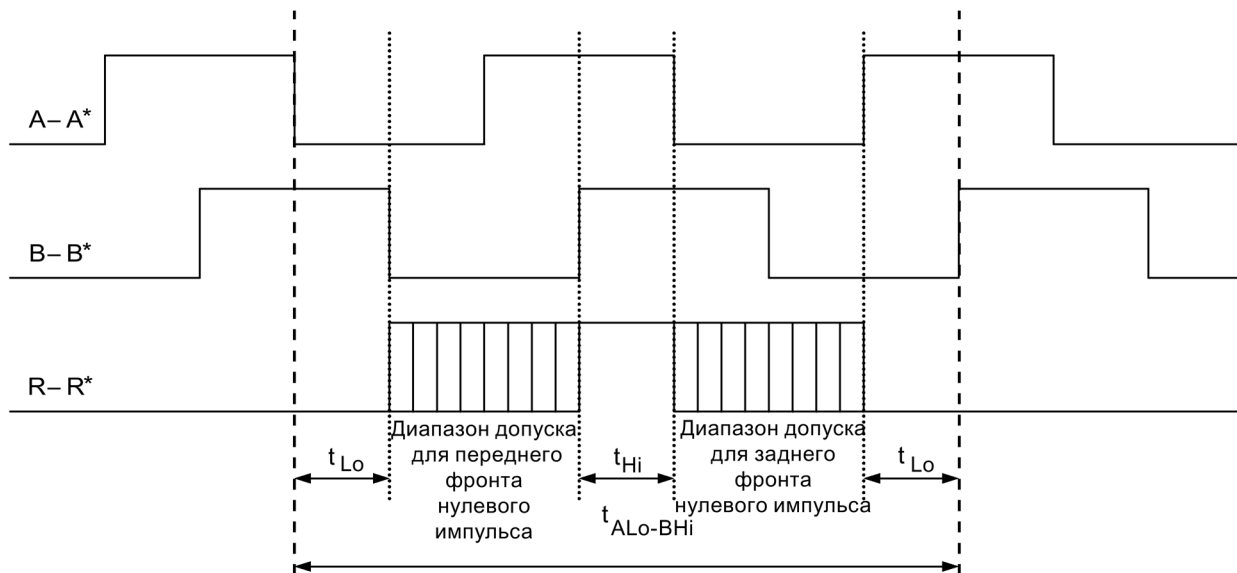 A–A*
B–B*
R–R*
t Lo
Диапазон допуска
для переднего
фронта
нулевого
импульса
t Hi
Диапазон допуска
для заднего
фронта
нулевого импульса
t Lo
t ALo-BHi